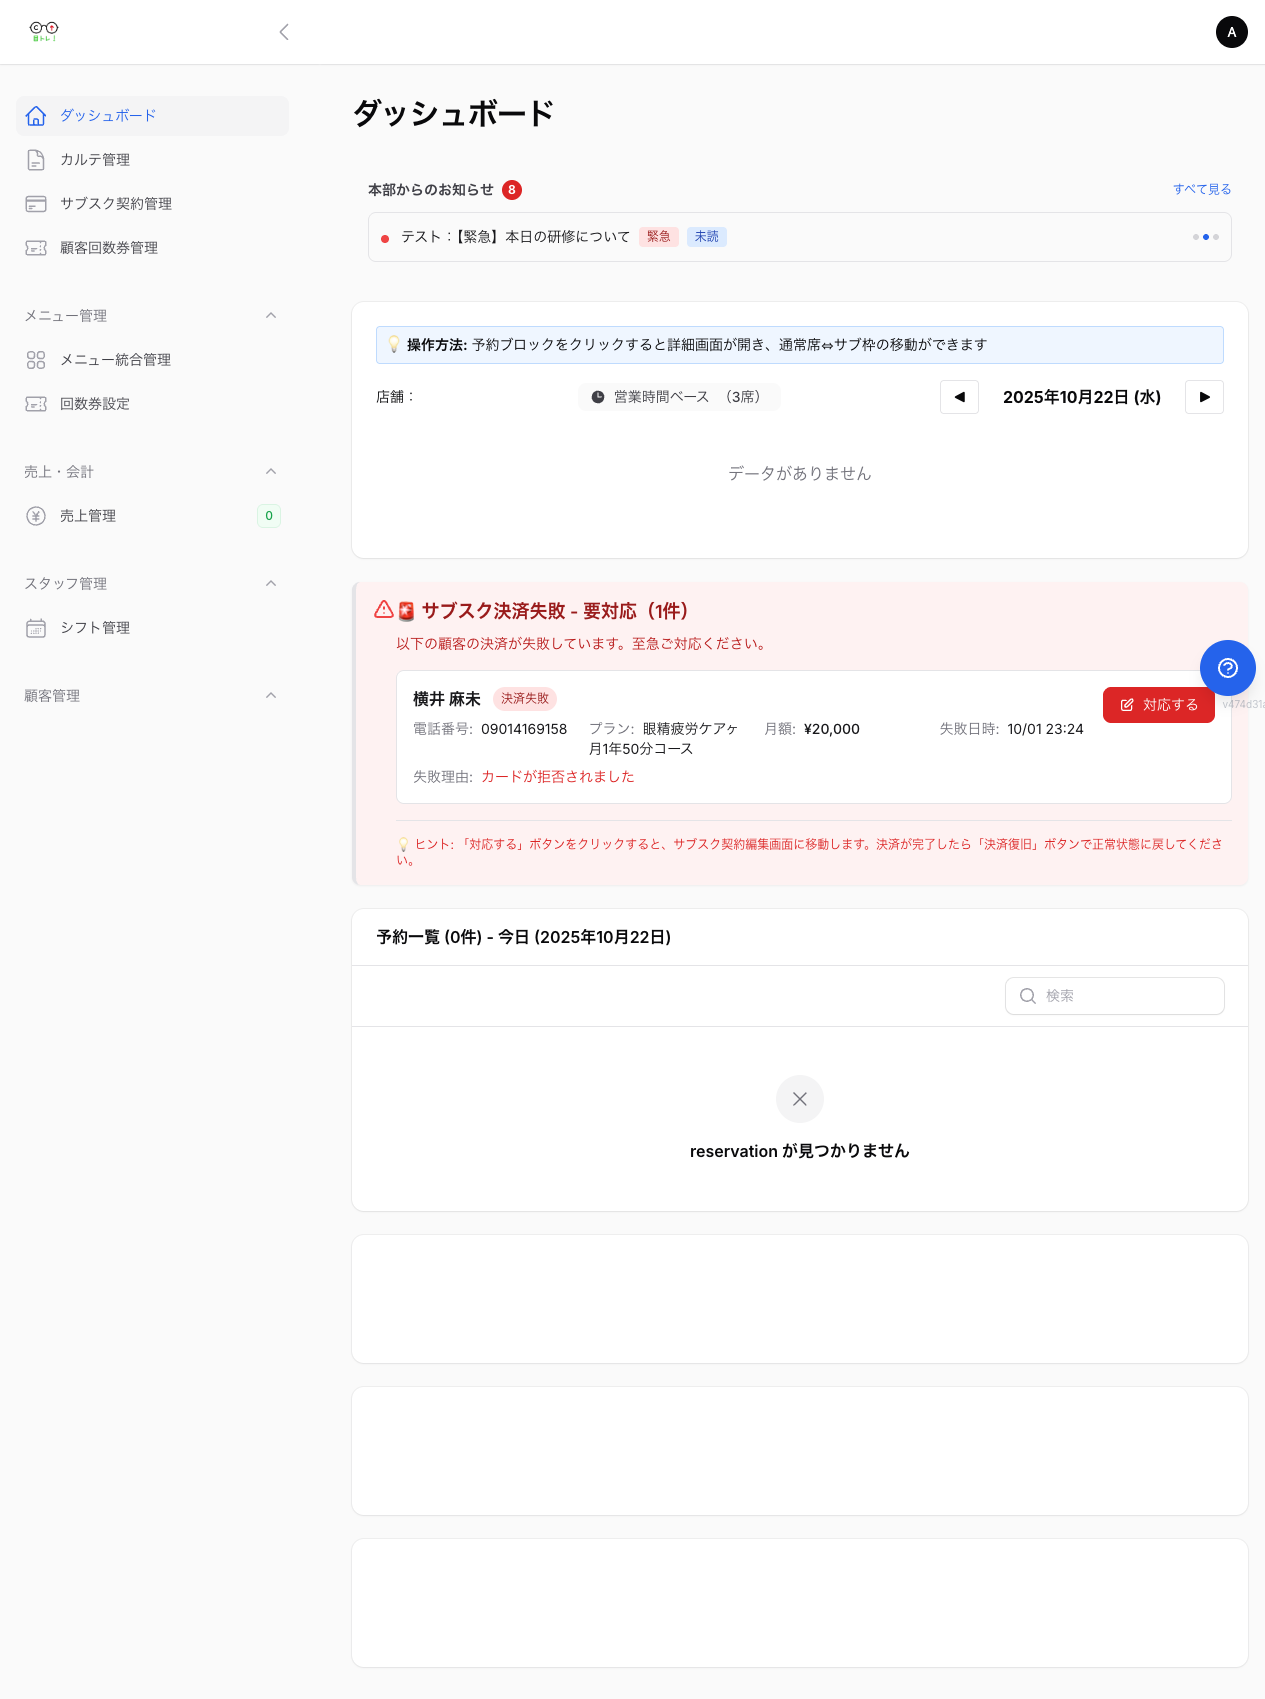 目トレ！
A
ダッシュボード
カルテ管理
サブスク契約管理
顧客回数券管理
メニュー管理
メニュー統合管理
回数券設定
売上・会計
売上管理
0
スタッフ管理
シフト管理
顧客管理
ダッシュボード
本部からのお知らせ 8
すべて見る
テスト：【緊急】本日の研修について 緊急 未読
💡 操作方法: 予約ブロックをクリックすると詳細画面が開き、通常席⇔サブ枠の移動ができます
店舗：
営業時間ベース （3席）
◀ 2025年10月22日 (水) ▶
データがありません
🚨 サブスク決済失敗 - 要対応（1件）
以下の顧客の決済が失敗しています。至急ご対応ください。
横井 麻未 決済失敗
対応する
電話番号: 09014169158
プラン: 眼精疲労ケアヶ
月1年50分コース
月額: ¥20,000
失敗日時: 10/01 23:24
失敗理由: カードが拒否されました
💡 ヒント: 「対応する」ボタンをクリックすると、サブスク契約編集画面に移動します。決済が完了したら「決済復旧」ボタンで正常状態に戻してくださ
い。
v474d31
予約一覧 (0件) - 今日 (2025年10月22日)
検索
reservation が見つかりません